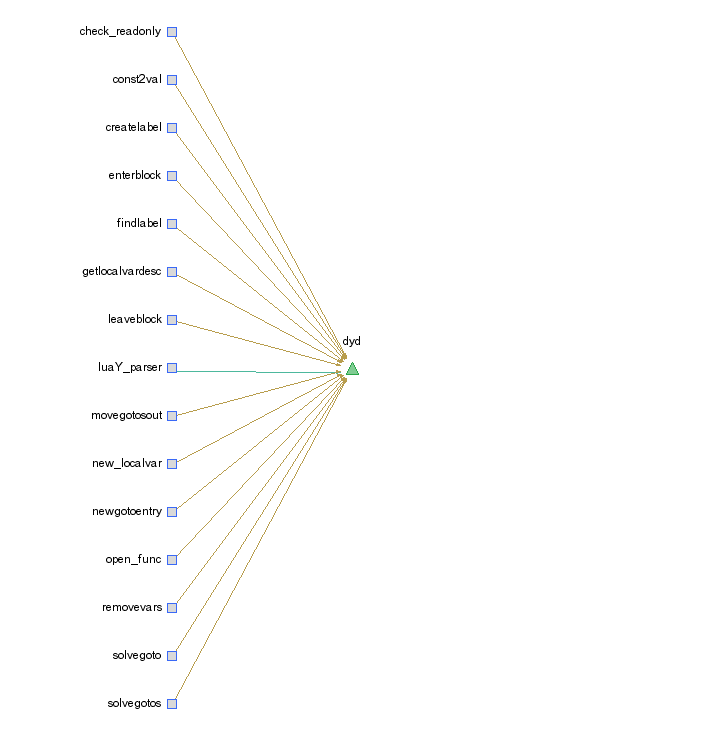 check_readonly
const2val
createlabel
enterblock
findlabel
getlocalvardesc
leaveblock
dyd
luaY_parser
movegotosout
new_localvar
newgotoentry
open_func
removevars
solvegoto
solvegotos